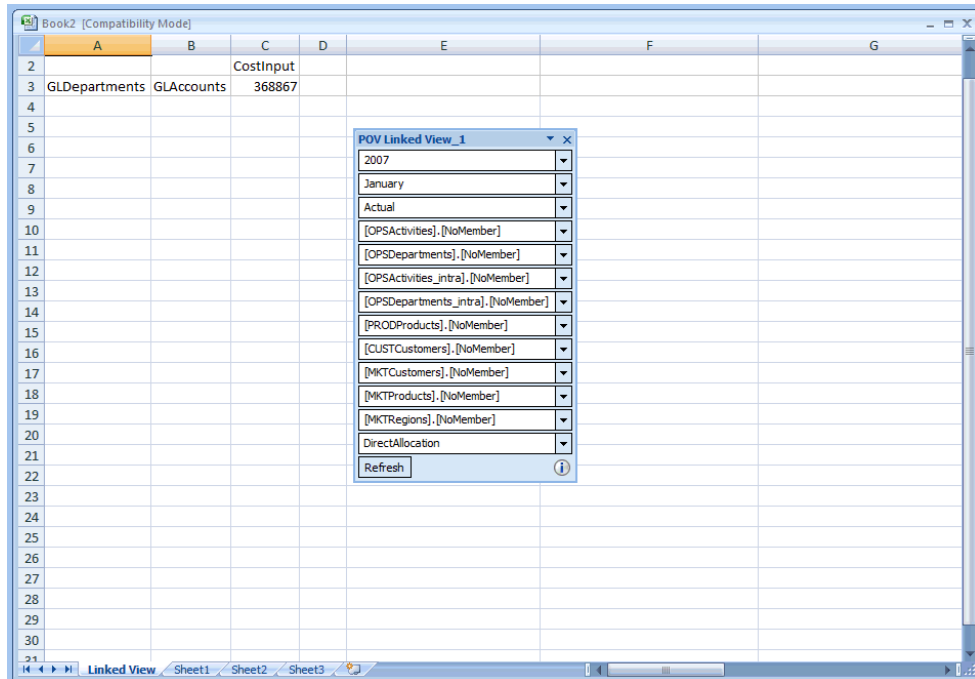 Book2 [Compatibility Mode]
A B C D E F G
2 CostInput
3 GLDepartments GLAccounts 368867
4
5
POV Linked View_1
6
2007
7
January
8
Actual
9
10 [OPSActivities].[NoMember]
11 [OPSDepartments].[NoMember]
12 [OPSActivities_intra].[NoMember]
13
[OPSDepartments_intra].[NoMember]
14
15 [PRODProducts].[NoMember]
16 [CUSTCustomers].[NoMember]
17 [MKTCustomers].[NoMember]
18 [MKTProducts].[NoMember]
19 [MKTRegions].[NoMember]
20
DirectAllocation
21
22 Refresh
23
24
25
26
27
28
29
30
31
Linked View Sheet1 Sheet2 Sheet3